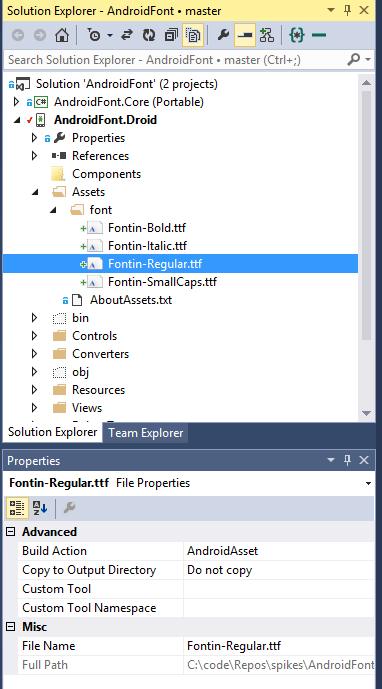 Solution Explorer - AndroidFont • master
Search Solution Explorer - AndroidFont • master (Ctrl+;)
Solution 'AndroidFont' (2 projects)
C# AndroidFont.Core (Portable)
AndroidFont.Droid
Properties
References
Components
Assets
font
Fontin-Bold.ttf
Fontin-Italic.ttf
Fontin-Regular.ttf
Fontin-SmallCaps.ttf
AboutAssets.txt
bin
Controls
Converters
obj
Resources
Views
Solution Explorer Team Explorer
Properties
Fontin-Regular.ttf File Properties
Advanced
Build Action AndroidAsset
Copy to Output Directory Do not copy
Custom Tool
Custom Tool Namespace
Misc
File Name Fontin-Regular.ttf
Full Path C:\code\Repos\spikes\AndroidFont